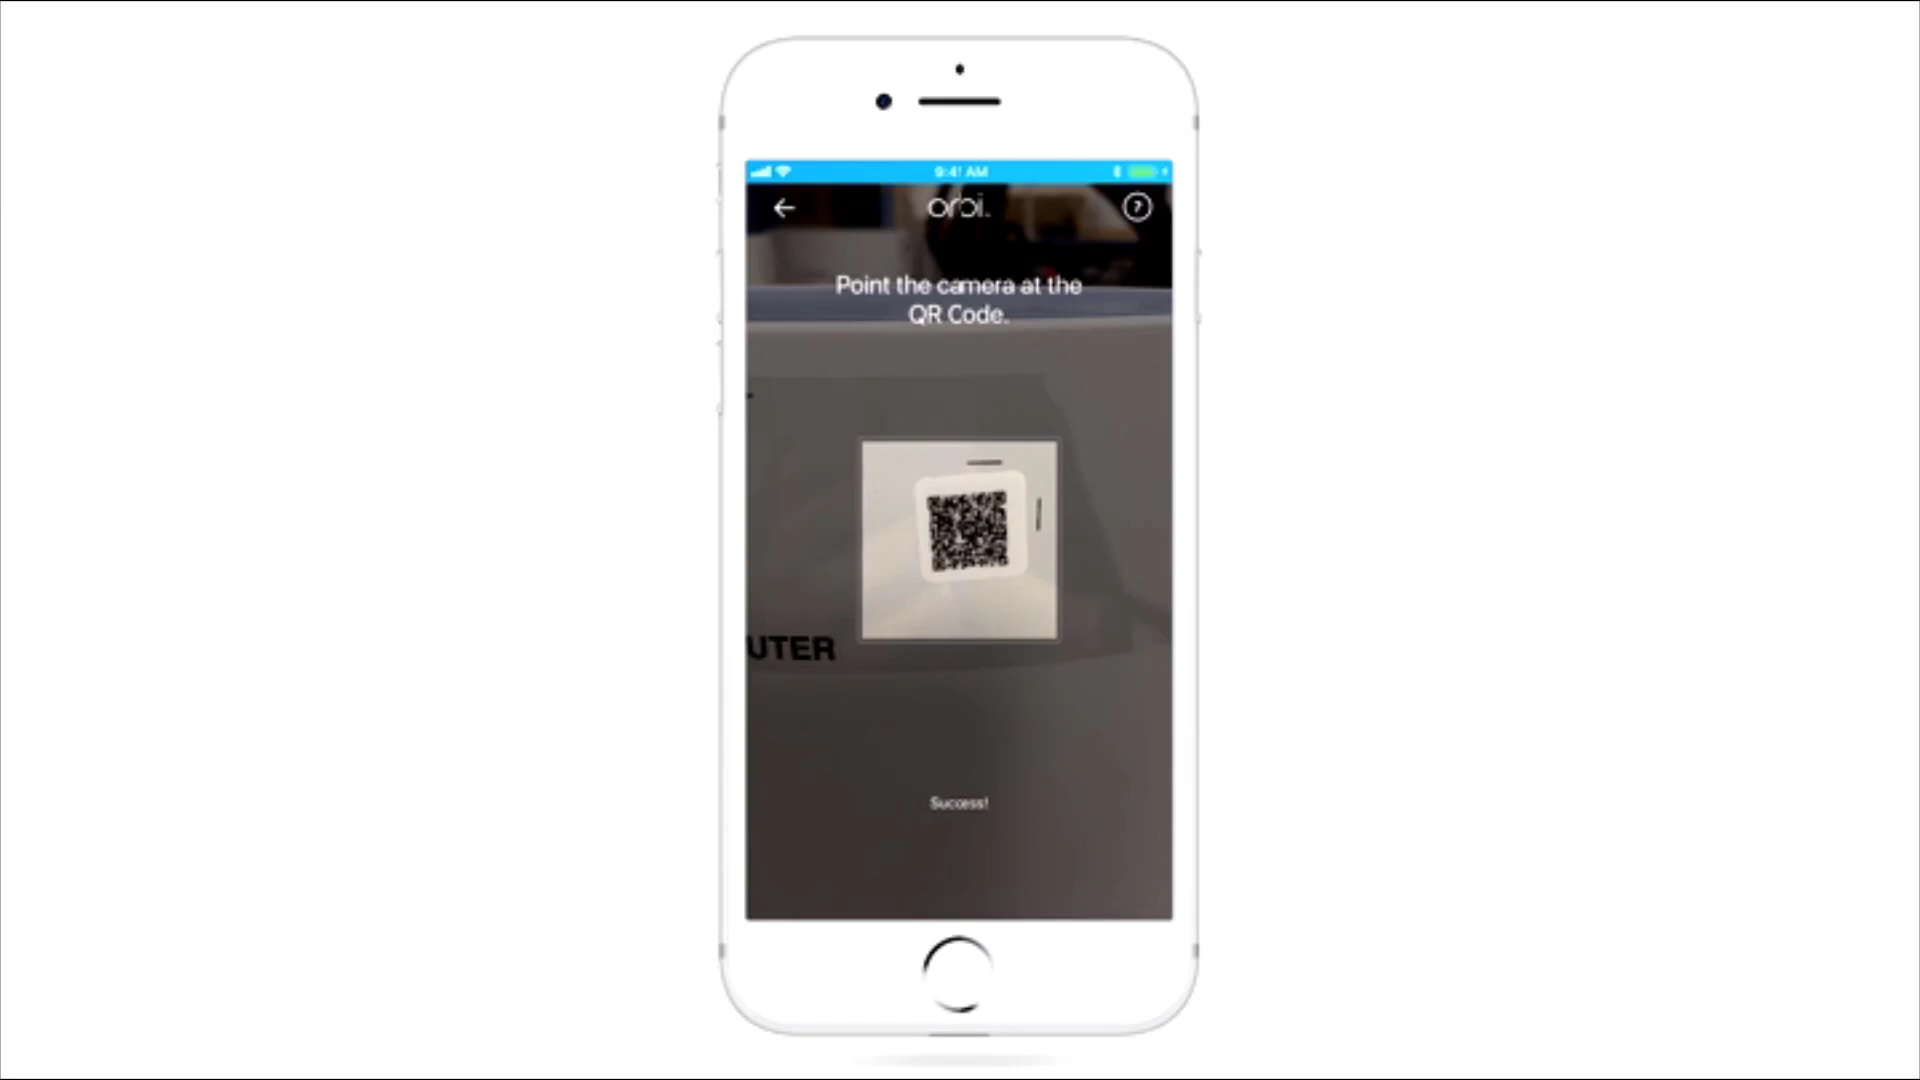 9:41 AM
orbi.
?
Point the camera at the
QR Code.
UTER
Success!